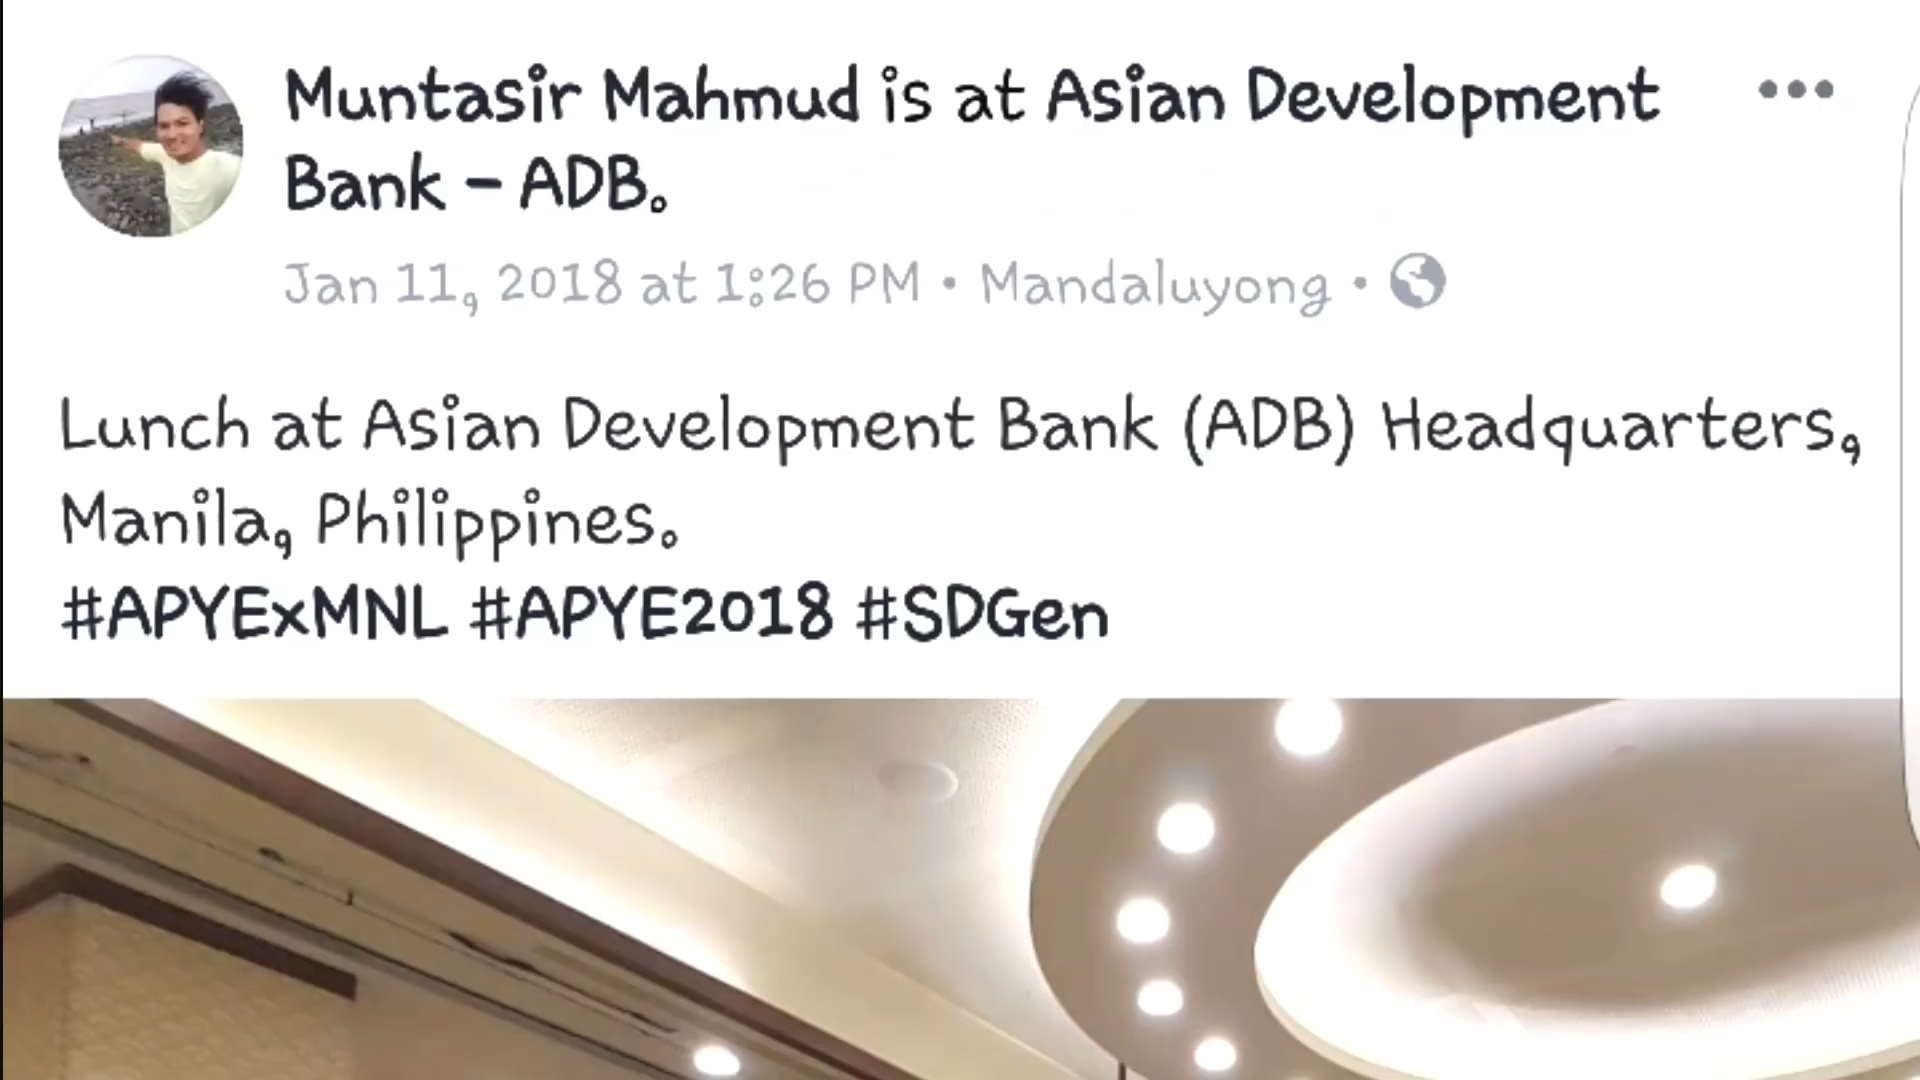 Muntasir Mahmud is at Asian Development
Bank - ADB.
Jan 11, 2018 at 1:26 PM • Mandaluyong •
Lunch at Asian Development Bank (ADB) Headquarters,
Manila, Philippines.
#APYExMNL #APYE2018 #SDGen